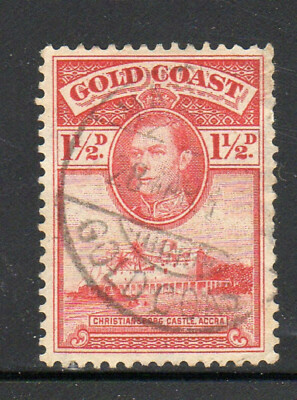 GOLD COAST
1½D. 1½D.
CHRISTIANSBORG CASTLE, ACCRA